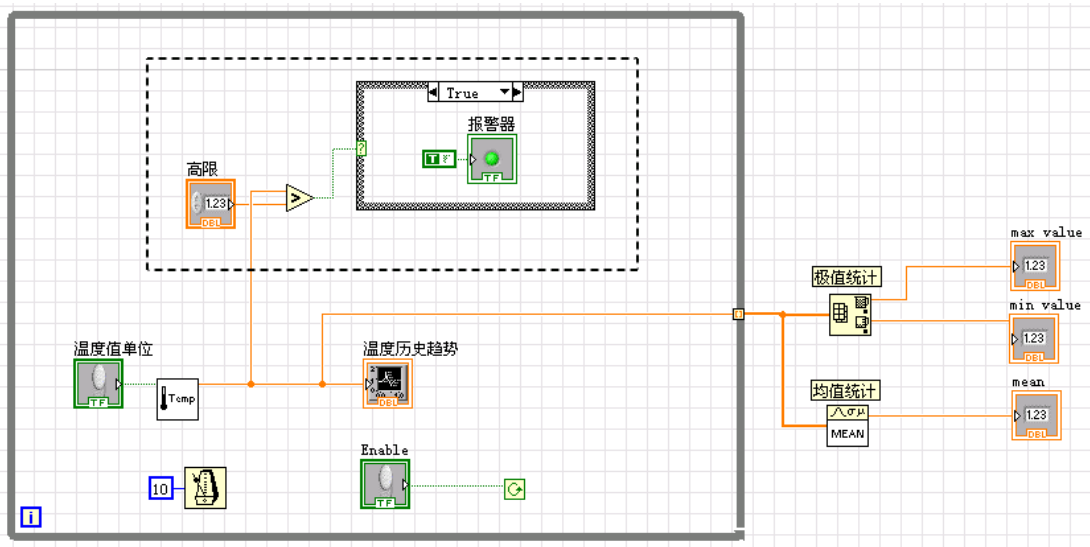 True
报警器
T F
TF
高限
1.23
DBL
>
?
max value
1.23
DBL
极值统计
min value
1.23
DBL
温度值单位
TF
Temp
温度历史趋势
DBL
均值统计
MEAN
mean
1.23
DBL
Enable
TF
10
i